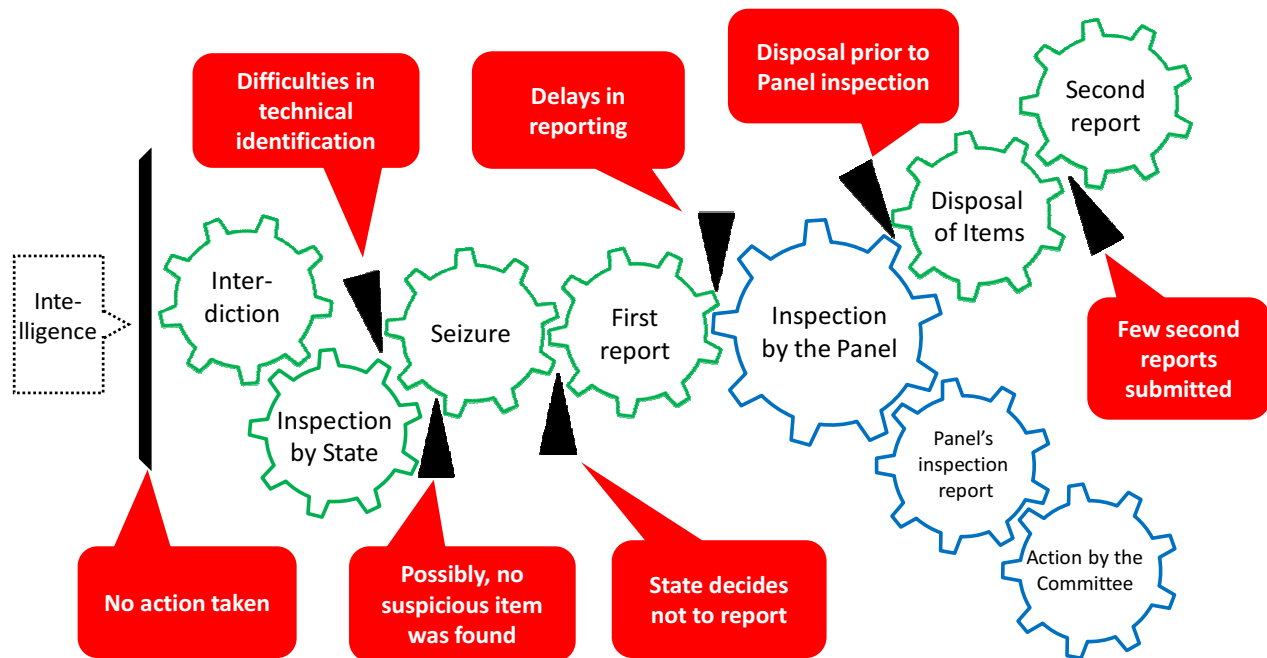 Difficulties in
technical
identification
Delays in
reporting
Disposal prior to
Panel inspection
Second
report
Inte-
lligence
Inter-
diction
Inspection
by State
Seizure
First
report
Inspection
by the Panel
Disposal
of Items
Few second
reports
submitted
Panel’s
inspection
report
Action by the
Committee
No action taken
Possibly, no
suspicious item
was found
State decides
not to report